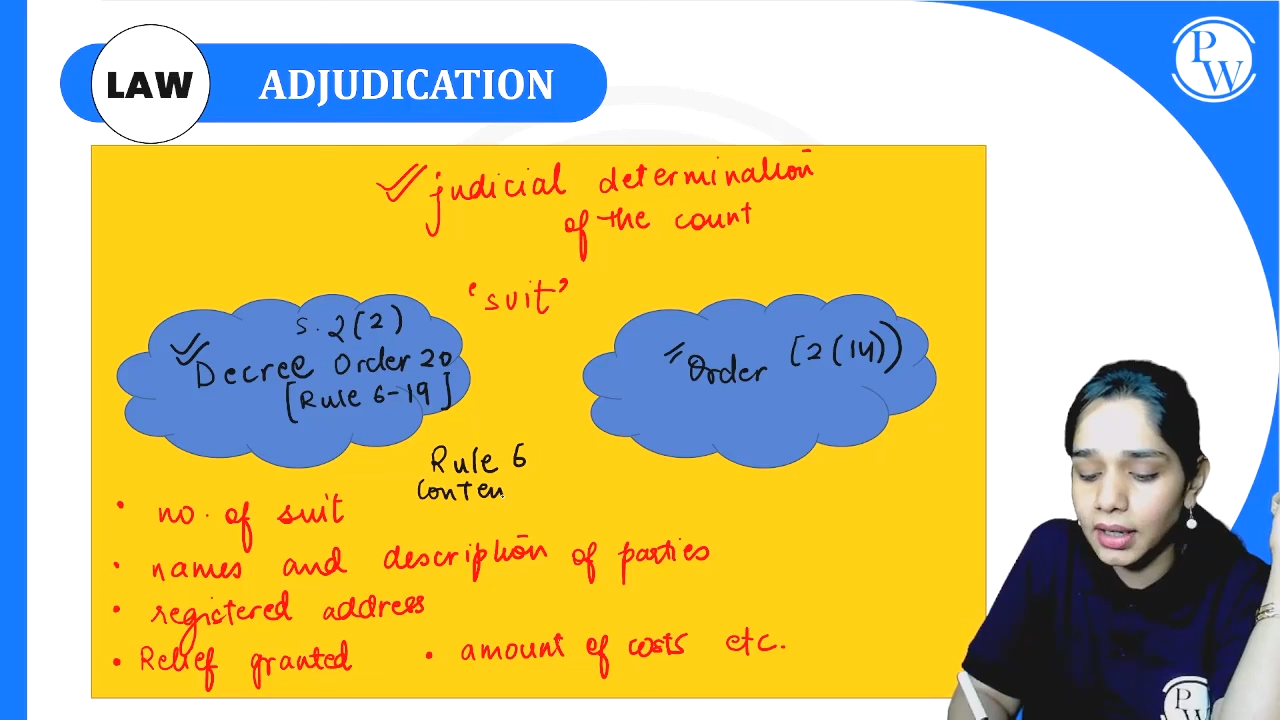 LAW ADJUDICATION
PW
judicial determination
of the court
'suit'
s. 2(2)
Decree Order 20
[Rule 6-19]
Order [2(14))
Rule 6
Conten
• no. of suit
• names and description of parties
• registered address
• Relief granted • amount of costs etc.
PW